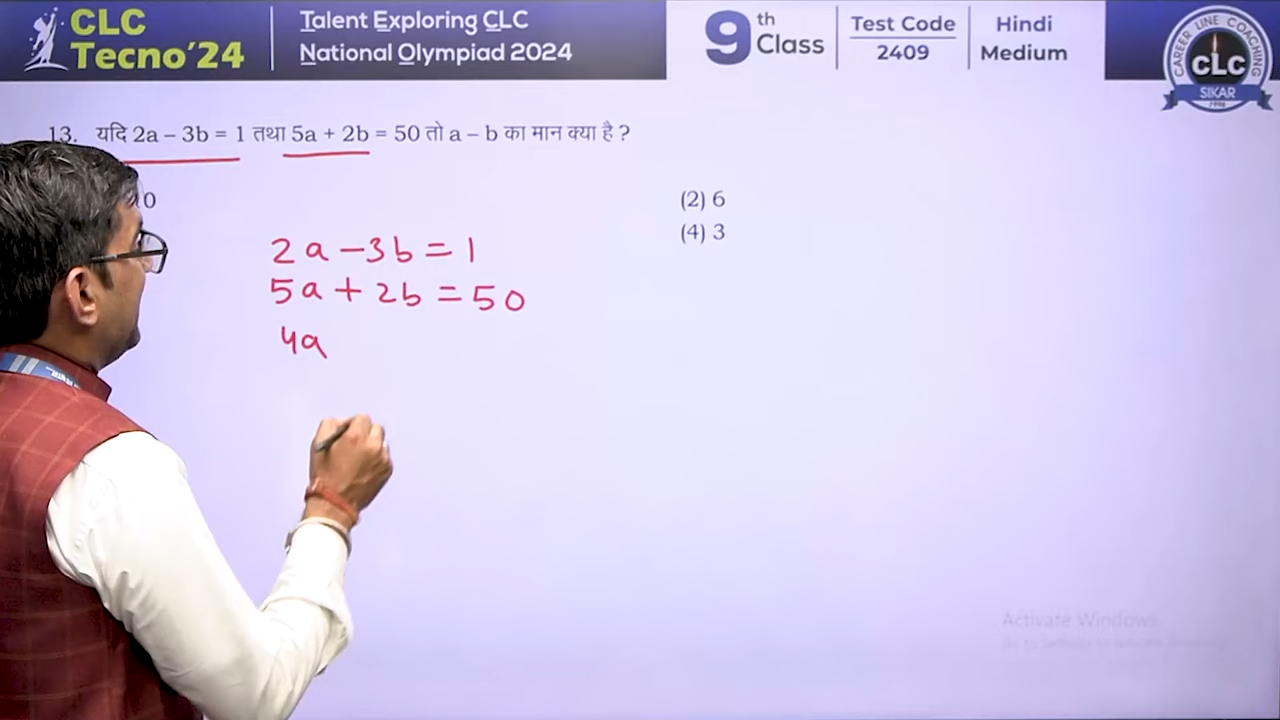 CLC
Tecno'24
Talent Exploring CLC
National Olympiad 2024
9th Class
Test Code
2409
Hindi
Medium
CAREER LINE COACHING
CLC
SIKAR
1996
13. यदि 2a – 3b = 1 तथा 5a + 2b = 50 तो a – b का मान क्या है ?
0
(2) 6
(4) 3
2a - 3b = 1
5a + 2b = 50
4a
Activate Windows